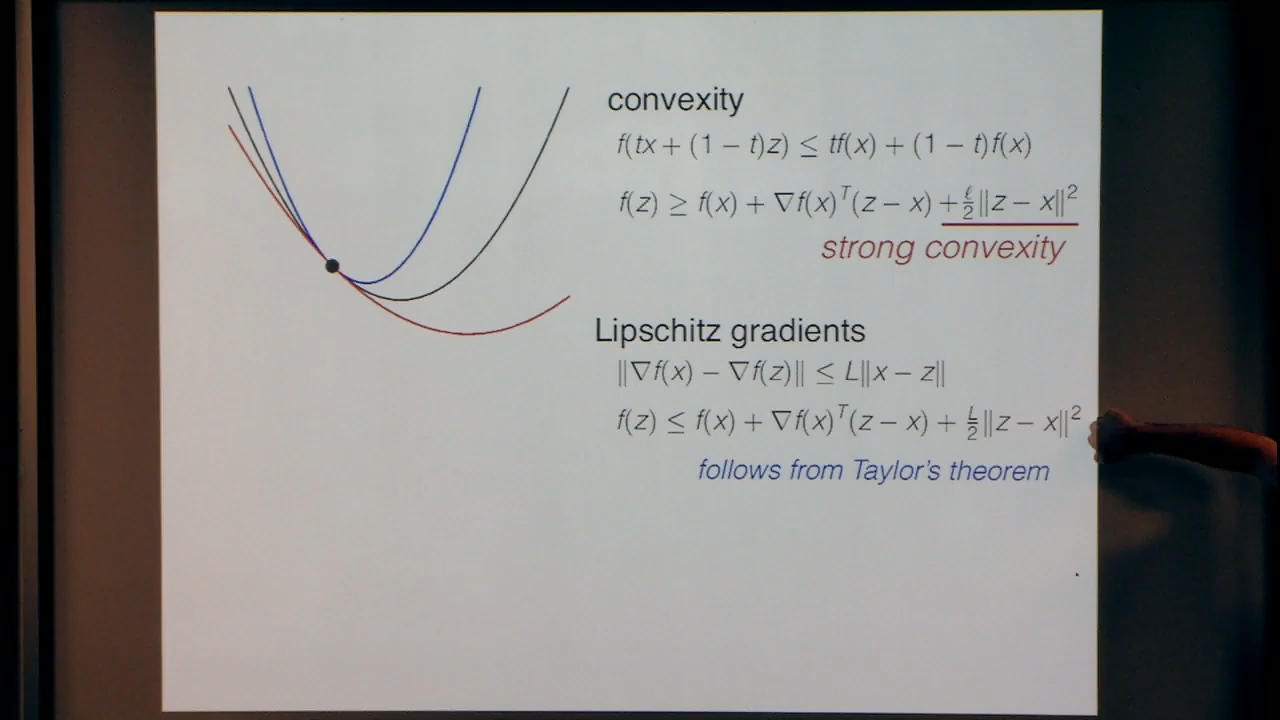 convexity
f(tx + (1 − t)z) ≤ tf(x) + (1 − t)f(x)
f(z) ≥ f(x) + ∇f(x)ᵀ(z − x) + ℓ/2‖z − x‖²
strong convexity
Lipschitz gradients
‖∇f(x) − ∇f(z)‖ ≤ L‖x − z‖
f(z) ≤ f(x) + ∇f(x)ᵀ(z − x) + L/2‖z − x‖²
follows from Taylor's theorem